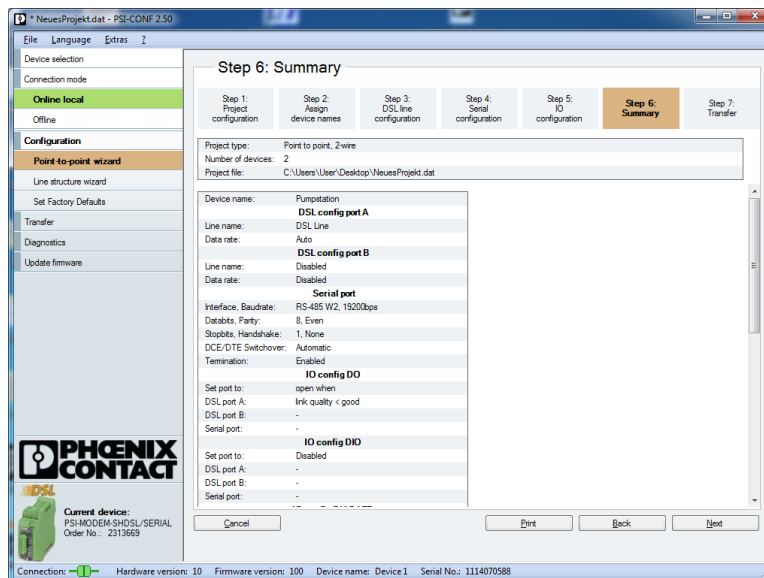 * NeuesProjekt.dat - PSI-CONF 2.50
File Language Extras ?
Device selection
Connection mode
Online local
Offline
Configuration
Point-to-point wizard
Line structure wizard
Set Factory Defaults
Transfer
Diagnostics
Update firmware
PHŒNIX
CONTACT
DSL
Current device:
PSI-MODEM-SHDSL/SERIAL
Order No.: 2313669
Step 6: Summary
Step 1:
Project
configuration
Step 2:
Assign
device names
Step 3:
DSL line
configuration
Step 4:
Serial
configuration
Step 5:
IO
configuration
Step 6:
Summary
Step 7:
Transfer
Project type: Point to point, 2-wire
Number of devices: 2
Project file: C:\Users\User\Desktop\NeuesProjekt.dat
Device name: Pumpstation
DSL config port A
Line name: DSL Line
Data rate: Auto
DSL config port B
Line name: Disabled
Data rate: Disabled
Serial port
Interface, Baudrate: RS-485 W2, 19200bps
Databits, Parity: 8, Even
Stopbits, Handshake: 1, None
DCE/DTE Switchover: Automatic
Termination: Enabled
IO config DO
Set port to: open when
DSL port A: link quality < good
DSL port B: -
Serial port: -
IO config DIO
Set port to: Disabled
DSL port A: -
DSL port B: -
Serial port: -
Cancel Print Back Next
Connection: Hardware version: 10 Firmware version: 100 Device name: Device 1 Serial No.: 1114070588